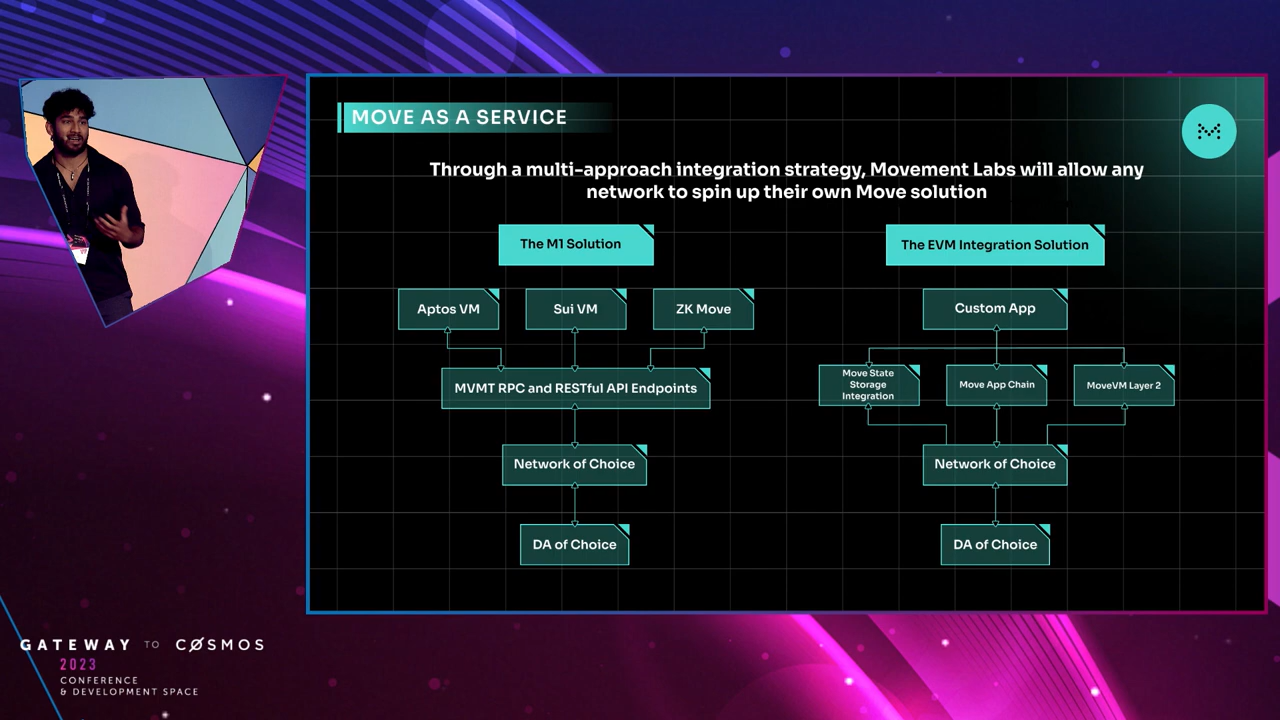 MOVE AS A SERVICE
Through a multi-approach integration strategy, Movement Labs will allow any
network to spin up their own Move solution
The M1 Solution
Aptos VM
Sui VM
ZK Move
MVMT RPC and RESTful API Endpoints
Network of Choice
DA of Choice
The EVM Integration Solution
Custom App
Move State
Storage
Integration
Move App Chain
MoveVM Layer 2
Network of Choice
DA of Choice
GATEWAY TO CØSMOS
2023
CONFERENCE
& DEVELOPMENT SPACE